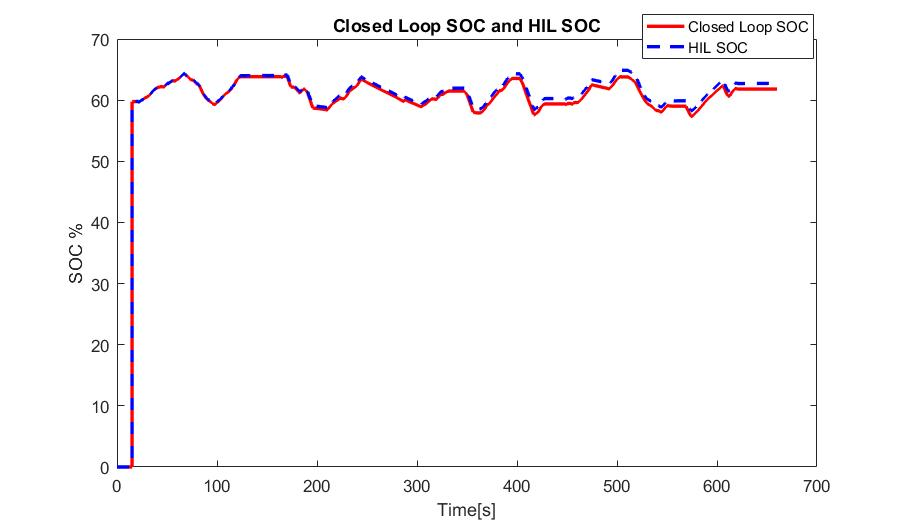 Closed Loop SOC and HIL SOC
Closed Loop SOC
HIL SOC
70
60
50
40
30
20
10
0
SOC %
0 100 200 300 400 500 600 700
Time[s]